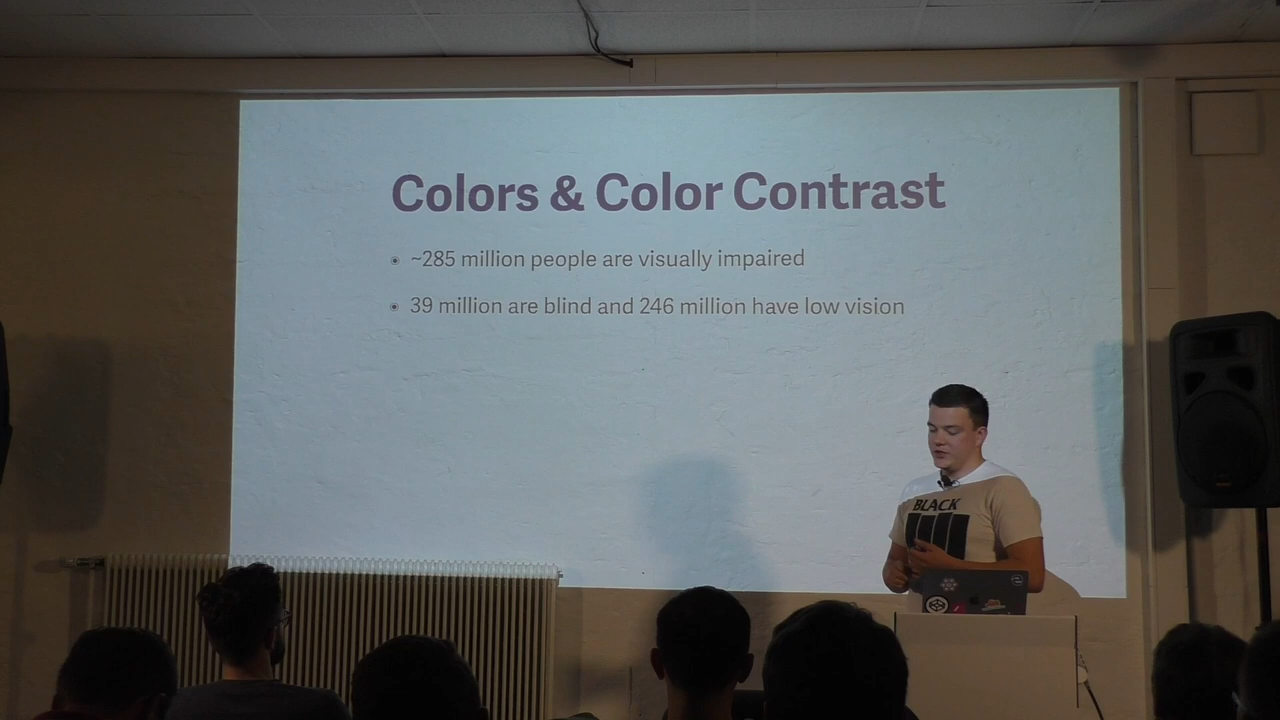 Colors & Color Contrast
~285 million people are visually impaired
39 million are blind and 246 million have low vision
BLACK